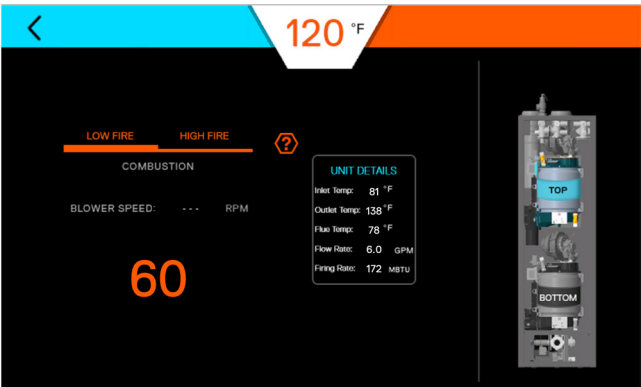 120 °F
LOW FIRE HIGH FIRE
?
COMBUSTION
BLOWER SPEED: --- RPM
60
UNIT DETAILS
Inlet Temp: 81 °F
Outlet Temp: 138 °F
Flue Temp: 78 °F
Flow Rate: 6.0 GPM
Firing Rate: 172 MBTU
TOP
BOTTOM